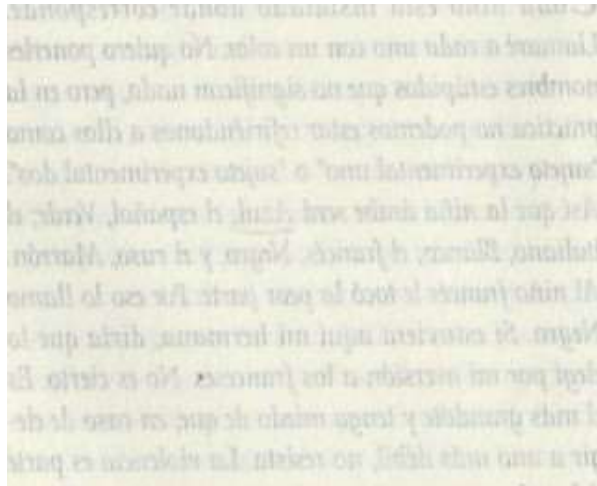 Cada niño está instalado donde corresponde.
Llamaré a cada uno con un color. No quiero ponerles
nombres estúpidos que no significan nada, pero en la
práctica no podemos estar refiriéndonos a ellos como
"sujeto experimental uno" o "sujeto experimental dos".
Así que la niña será Azul; el español, Verde; el
italiano, Blanco; el francés, Negro, y el ruso, Marrón.
Al niño francés le tocó la peor parte. Por eso lo llamo
Negro. Si estuviera aquí mi hermana, diría que lo
elegí por mi aversión a los franceses. No es cierto. Es
el más grandote y tengo miedo de que, en caso de
gir a uno más débil, no resista. La violencia es parte